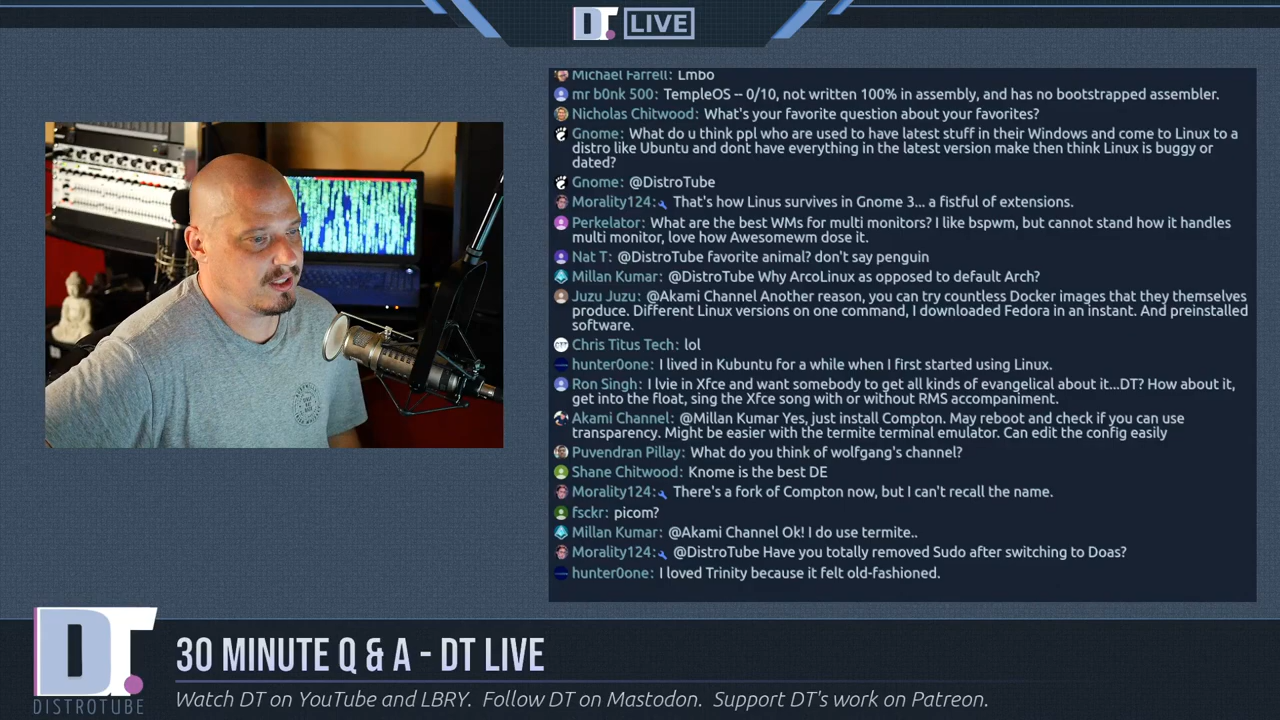 DT. LIVE
Michael Farrell: Lmbo
mr b0nk 500: TempleOS -- 0/10, not written 100% in assembly, and has no bootstrapped assembler.
Nicholas Chitwood: What's your favorite question about your favorites?
Gnome: What do u think ppl who are used to have latest stuff in their Windows and come to Linux to a
distro like Ubuntu and dont have everything in the latest version make then think Linux is buggy or
dated?
Gnome: @DistroTube
Morality124: That's how Linus survives in Gnome 3... a fistful of extensions.
Perkelator: What are the best WMs for multi monitors? I like bspwm, but cannot stand how it handles
multi monitor, love how Awesomewm dose it.
Nat T: @DistroTube favorite animal? don't say penguin
Millan Kumar: @DistroTube Why ArcoLinux as opposed to default Arch?
Juzu Juzu: @Akami Channel Another reason, you can try countless Docker images that they themselves
produce. Different Linux versions on one command, I downloaded Fedora in an instant. And preinstalled
software.
Chris Titus Tech: lol
hunter0one: I lived in Kubuntu for a while when I first started using Linux.
Ron Singh: I lvie in Xfce and want somebody to get all kinds of evangelical about it...DT? How about it,
get into the float, sing the Xfce song with or without RMS accompaniment.
Akami Channel: @Millan Kumar Yes, just install Compton. May reboot and check if you can use
transparency. Might be easier with the termite terminal emulator. Can edit the config easily
Puvendran Pillay: What do you think of wolfgang's channel?
Shane Chitwood: Knome is the best DE
Morality124: There's a fork of Compton now, but I can't recall the name.
fsckr: picom?
Millan Kumar: @Akami Channel Ok! I do use termite..
Morality124: @DistroTube Have you totally removed Sudo after switching to Doas?
hunter0one: I loved Trinity because it felt old-fashioned.
DT.
DISTROTUBE
30 MINUTE Q & A - DT LIVE
Watch DT on YouTube and LBRY. Follow DT on Mastodon. Support DT's work on Patreon.